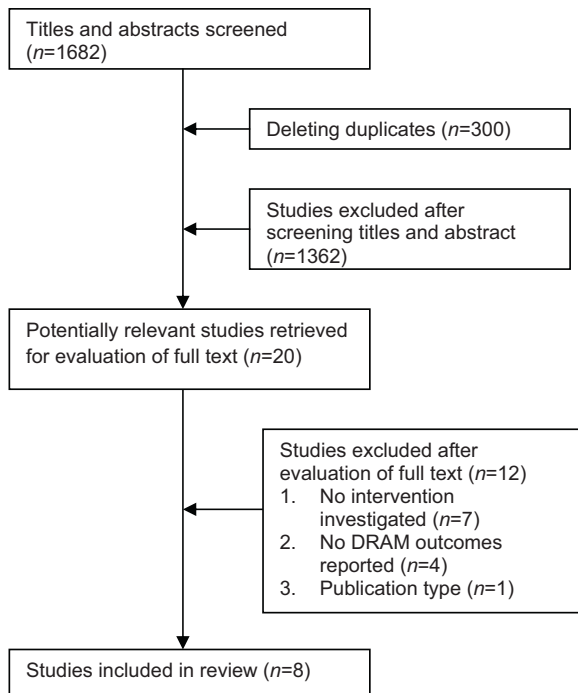 Titles and abstracts screened
(n=1682)
Deleting duplicates (n=300)
Studies excluded after
screening titles and abstract
(n=1362)
Potentially relevant studies retrieved
for evaluation of full text (n=20)
Studies excluded after
evaluation of full text (n=12)
1. No intervention
investigated (n=7)
2. No DRAM outcomes
reported (n=4)
3. Publication type (n=1)
Studies included in review (n=8)